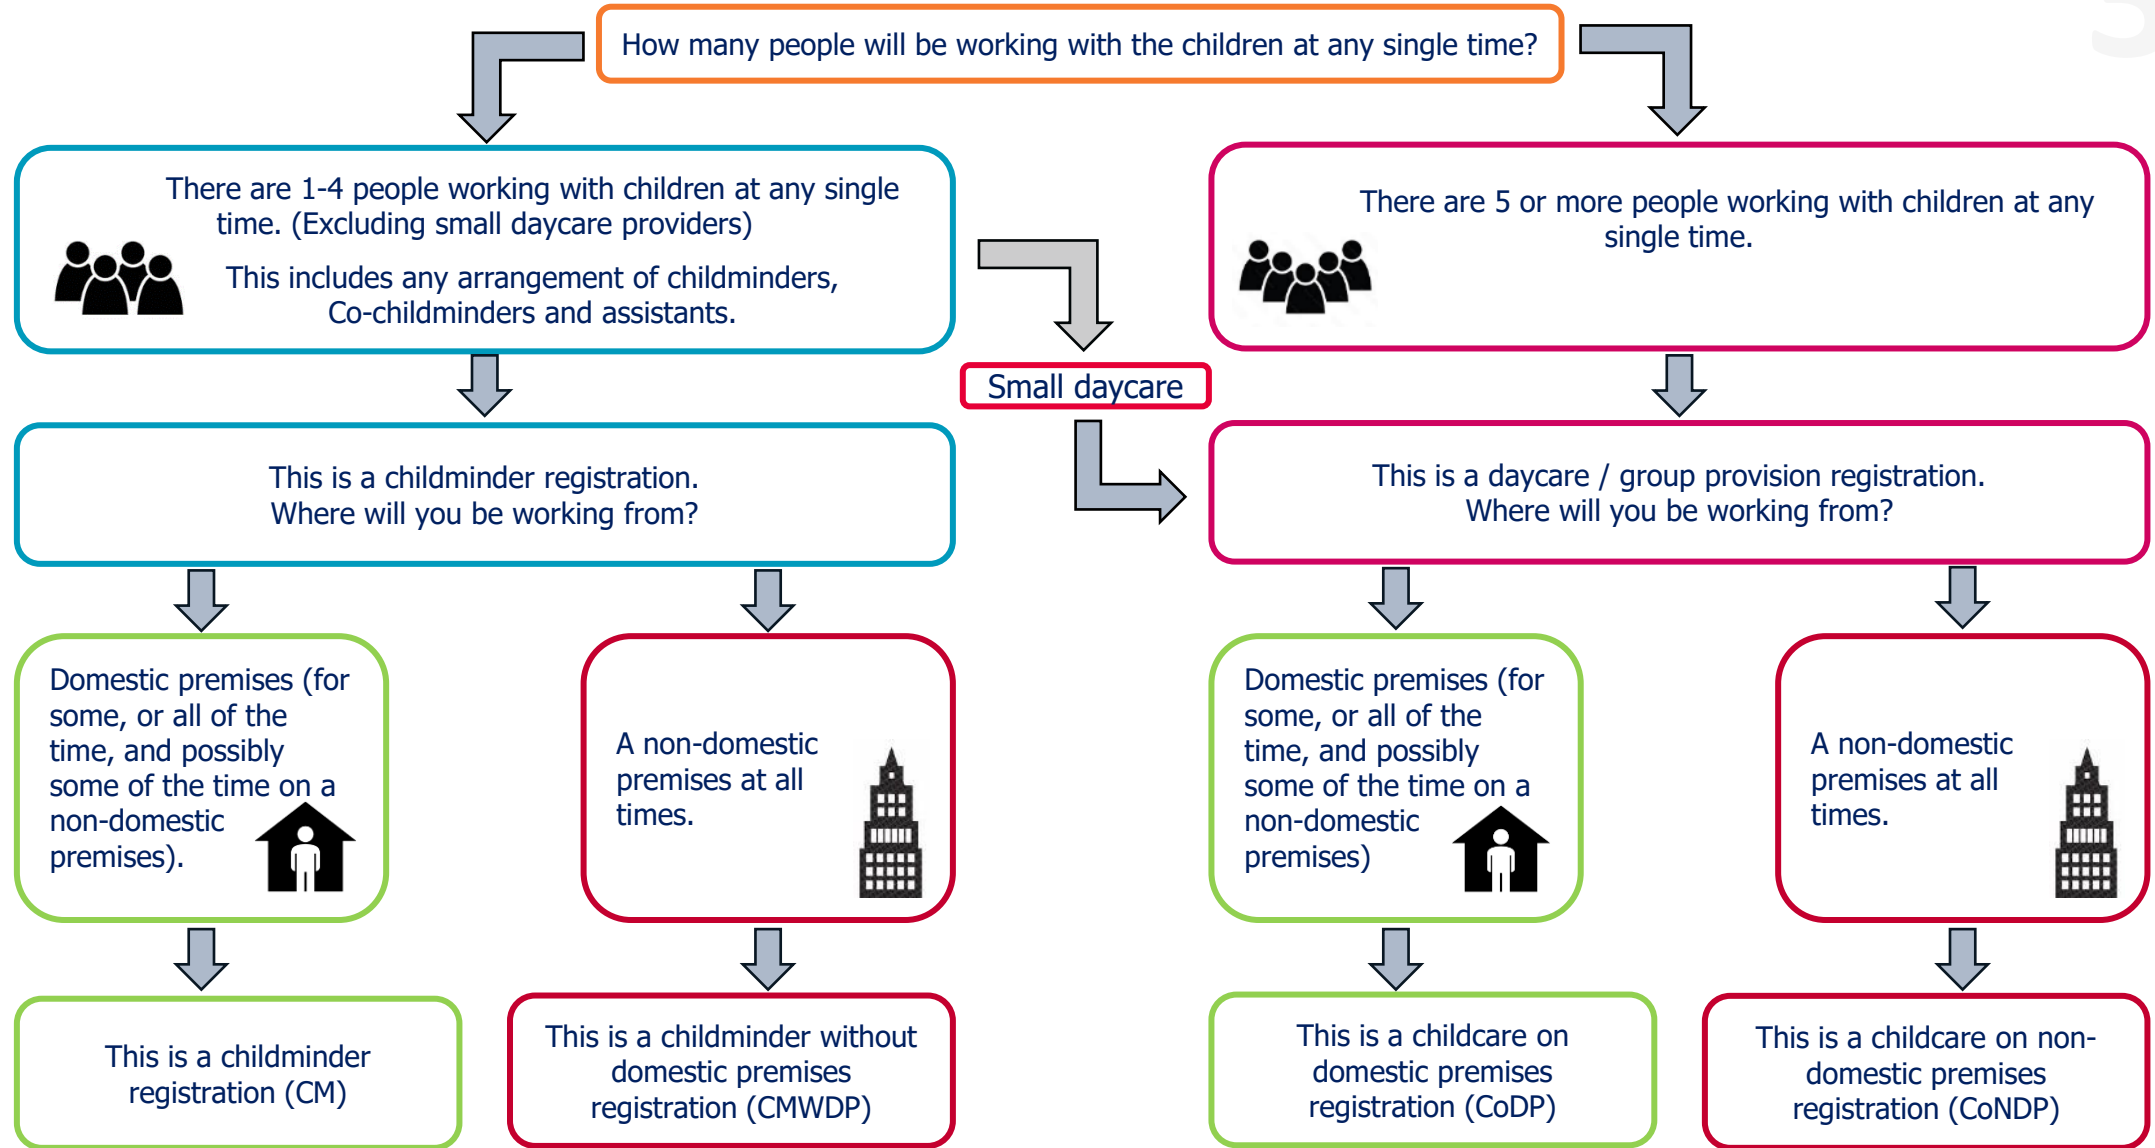 How many people will be working with the children at any single time?
There are 1-4 people working with children at any single
time. (Excluding small daycare providers)
This includes any arrangement of childminders,
Co-childminders and assistants.
There are 5 or more people working with children at any
single time.
Small daycare
This is a childminder registration.
Where will you be working from?
This is a daycare / group provision registration.
Where will you be working from?
Domestic premises (for
some, or all of the
time, and possibly
some of the time on a
non-domestic
premises).
A non-domestic
premises at all
times.
Domestic premises (for
some, or all of the
time, and possibly
some of the time on a
non-domestic
premises)
A non-domestic
premises at all
times.
This is a childminder
registration (CM)
This is a childminder without
domestic premises
registration (CMWDP)
This is a childcare on
domestic premises
registration (CoDP)
This is a childcare on non-
domestic premises
registration (CoNDP)